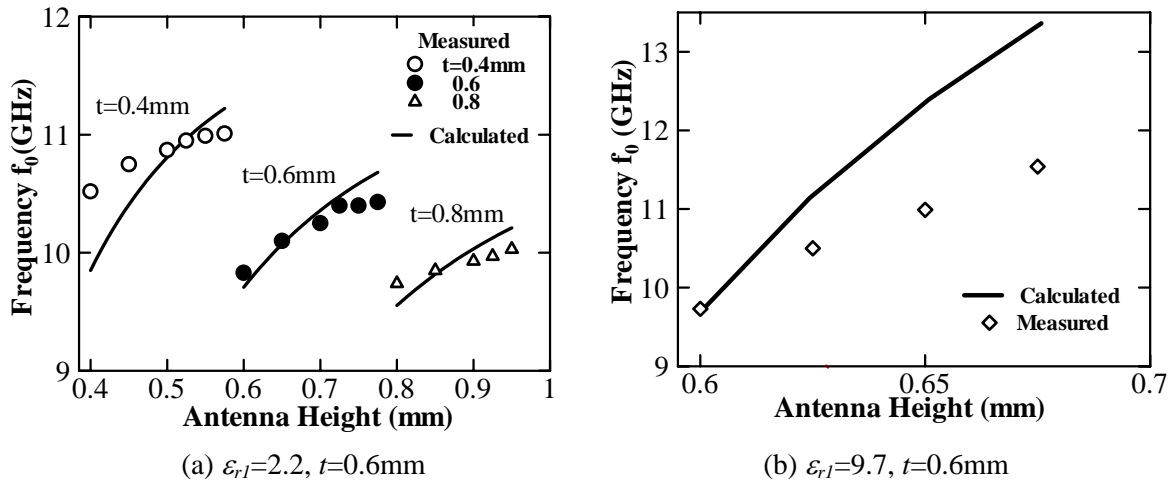 12
11
10
9
Frequency f₀((GHz)
Measured
t=0.4mm
0.6
0.8
Calculated
t=0.4mm
t=0.6mm
t=0.8mm
0.4 0.5 0.6 0.7 0.8 0.9 1
Antenna Height (mm)
(a) εr1=2.2, t=0.6mm
13
12
11
10
9
Frequency f₀ (GHz)
Calculated
Measured
0.6 0.65 0.7
Antenna Height (mm)
(b) εr1=9.7, t=0.6mm